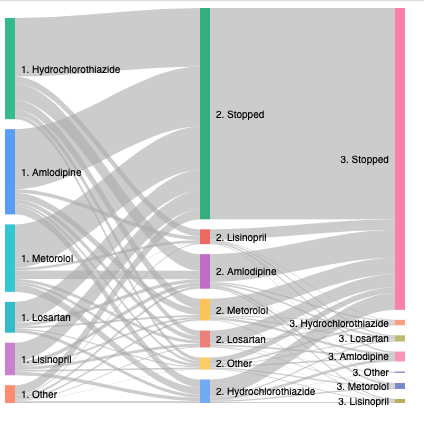 1. Hydrochlorothiazide
1. Amlodipine
1. Metorolol
1. Losartan
1. Lisinopril
1. Other
2. Stopped
2. Lisinopril
2. Amlodipine
2. Metorolol
2. Losartan
2. Other
2. Hydrochlorothiazide
3. Stopped
3. Hydrochlorothiazide
3. Losartan
3. Amlodipine
3. Other
3. Metorolol
3. Lisinopril